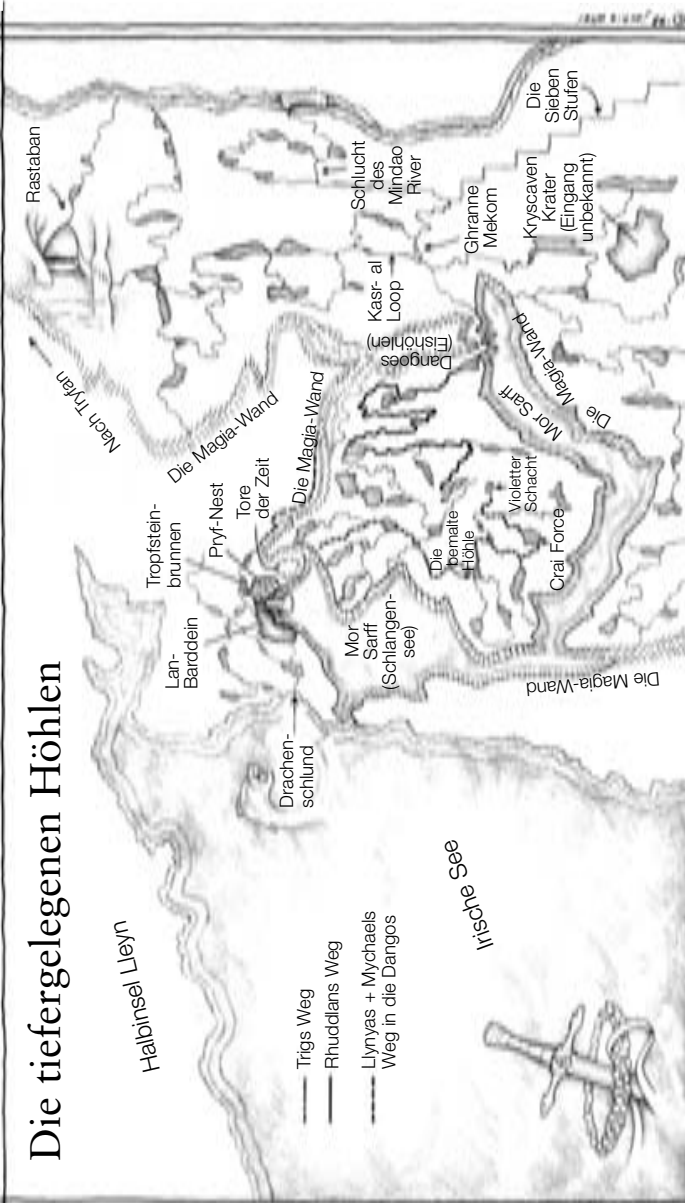 Die tiefergelegenen Höhlen
Halbinsel Lleyn
Irische See
Trigs Weg
Rhuddlans Weg
Llynyas + Mychaels
Weg in die Dangos
Drachen-
schlund
Lan-
Barddein
Tropfstein-
brunnen
Pryf-Nest
Tore
der Zeit
Mor
Sarff
(Schlangen-
see)
Die Magia-Wand
Die
bemalte
Höhle
Violetter
Schacht
Crai Force
Mor Sarff
Die Magia-Wand
Die Magia-Wand
Die Magia-Wand
Nach Tryfan
Dangoes
(Eishöhlen)
Kasr- al
Loop
Rastaban
Schlucht
des
Mindao
River
Ghranne
Mekom
Kryscaven
Krater
(Eingang
unbekannt)
Die
Sieben
Stufen